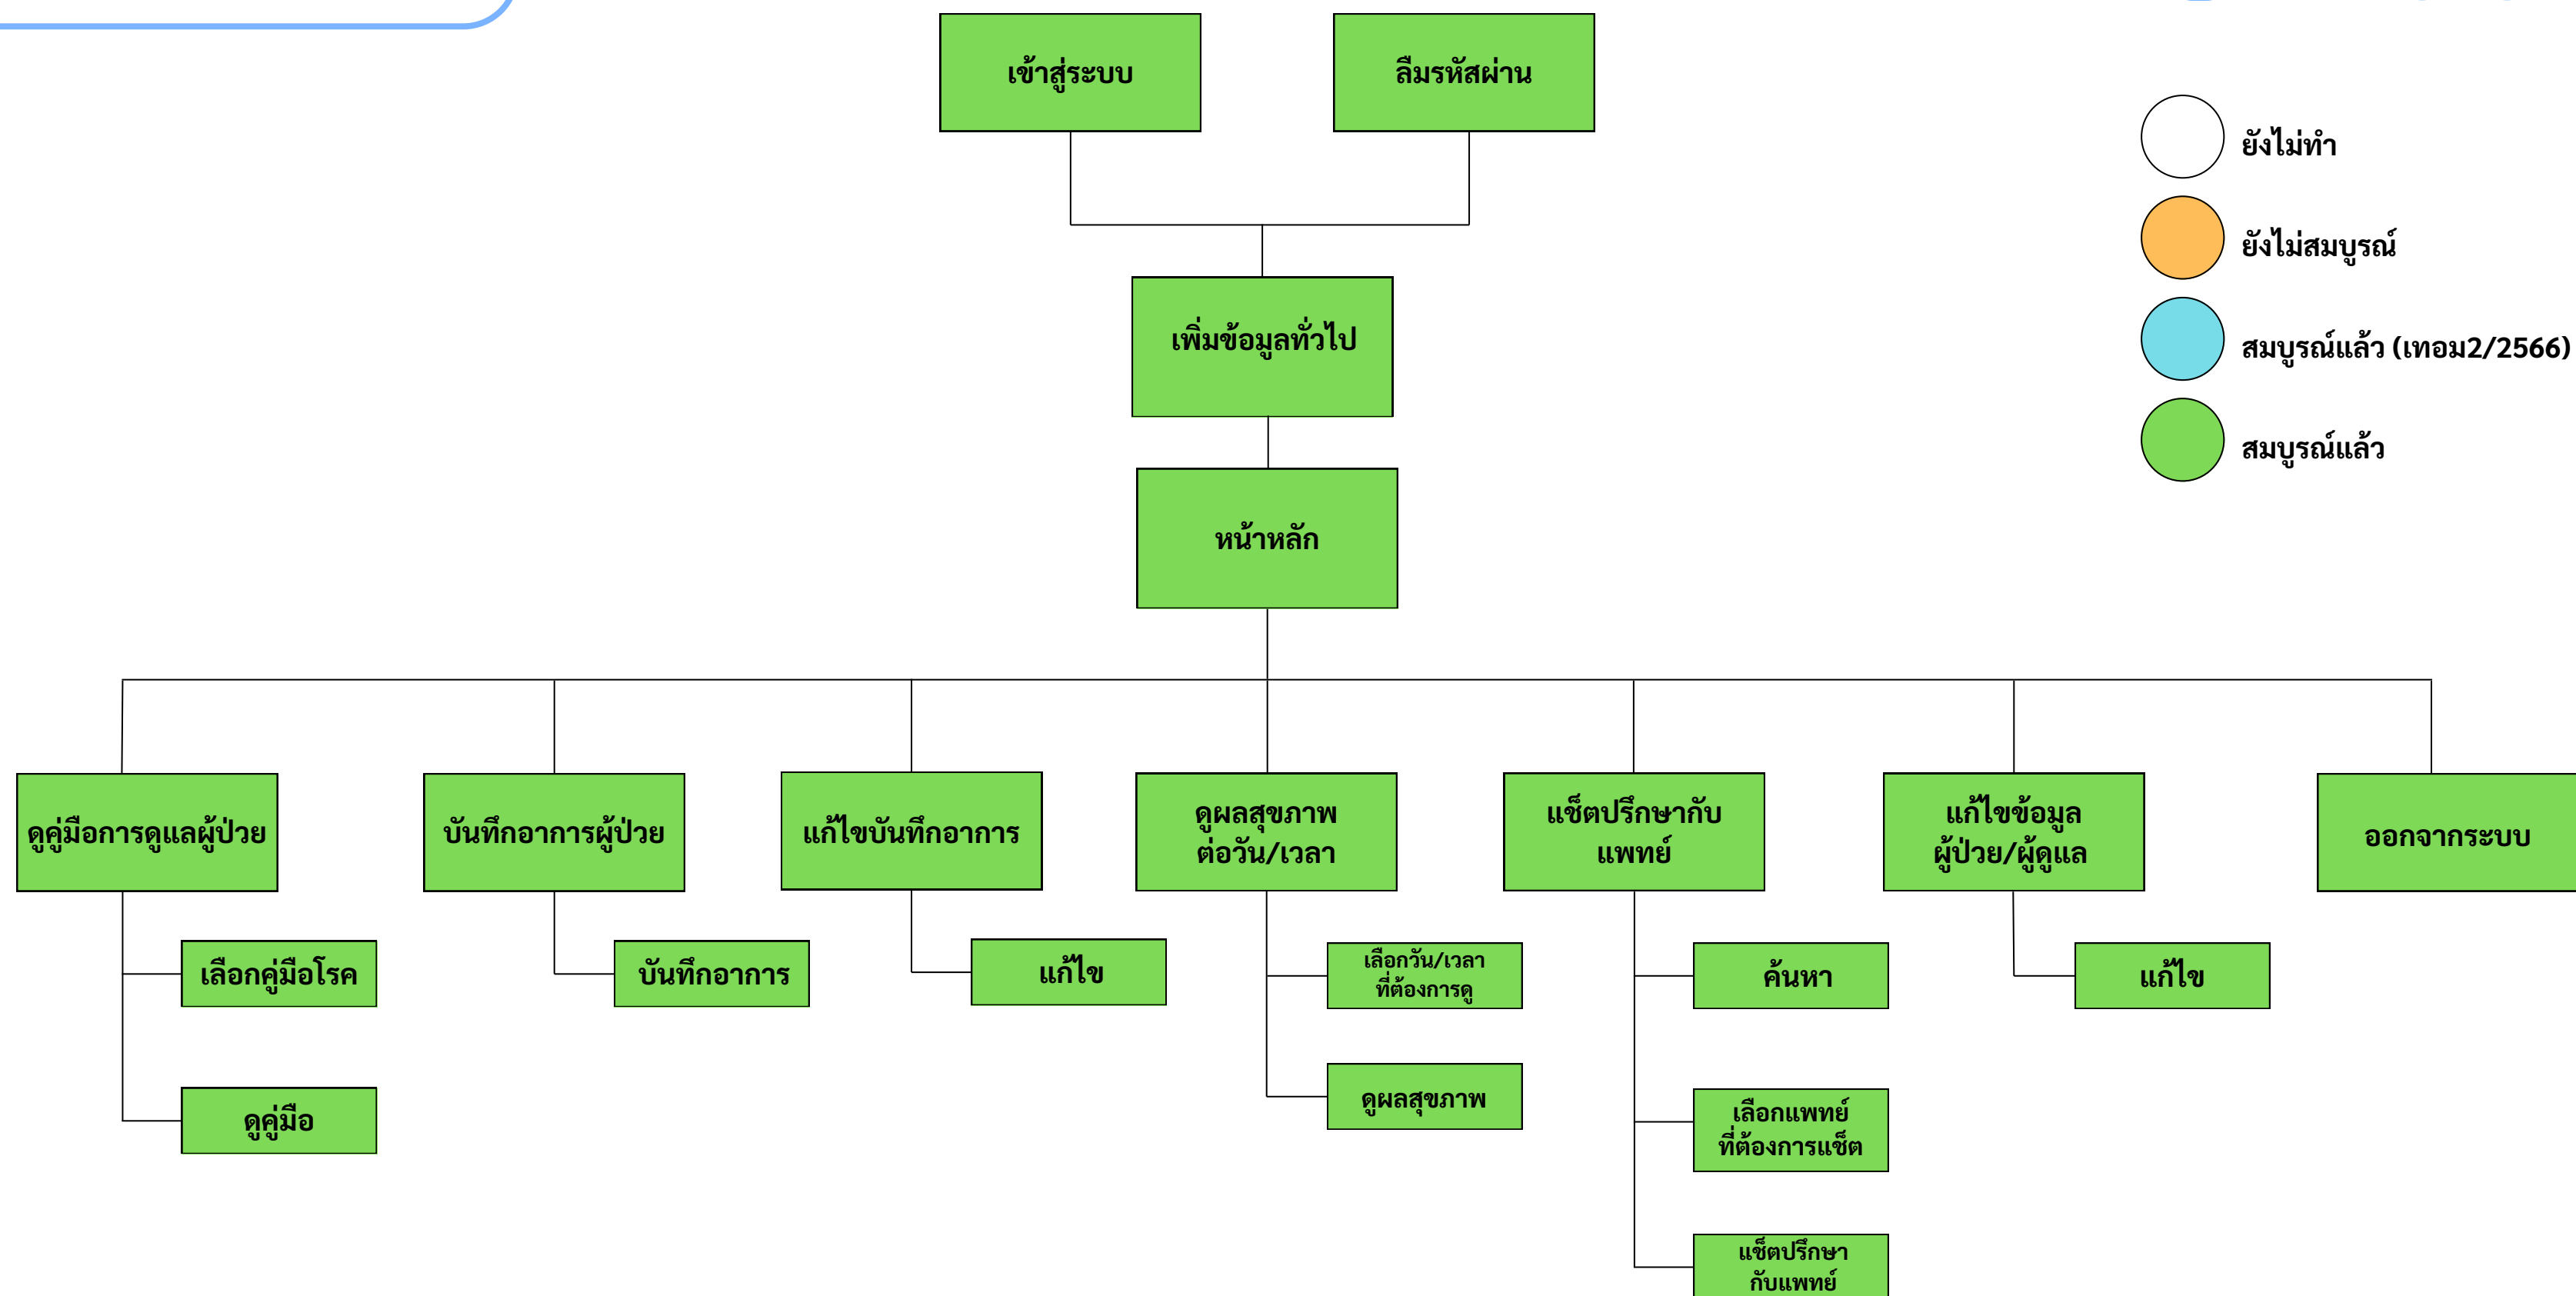 เข้าสู่ระบบ
ลืมรหัสผ่าน
ยังไม่ทำ
ยังไม่สมบูรณ์
สมบูรณ์แล้ว (เทอม2/2566)
สมบูรณ์แล้ว
เพิ่มข้อมูลทั่วไป
หน้าหลัก
ดูคู่มือการดูแลผู้ป่วย
บันทึกอาการผู้ป่วย
แก้ไขบันทึกอาการ
ดูผลสุขภาพ
ต่อวัน/เวลา
แช็ตปรึกษากับ
แพทย์
แก้ไขข้อมูล
ผู้ป่วย/ผู้ดูแล
ออกจากระบบ
เลือกคู่มือโรค
ดูคู่มือ
บันทึกอาการ
แก้ไข
เลือกวัน/เวลา
ที่ต้องการดู
ดูผลสุขภาพ
ค้นหา
เลือกแพทย์
ที่ต้องการแช็ต
แช็ตปรึกษา
กับแพทย์
แก้ไข